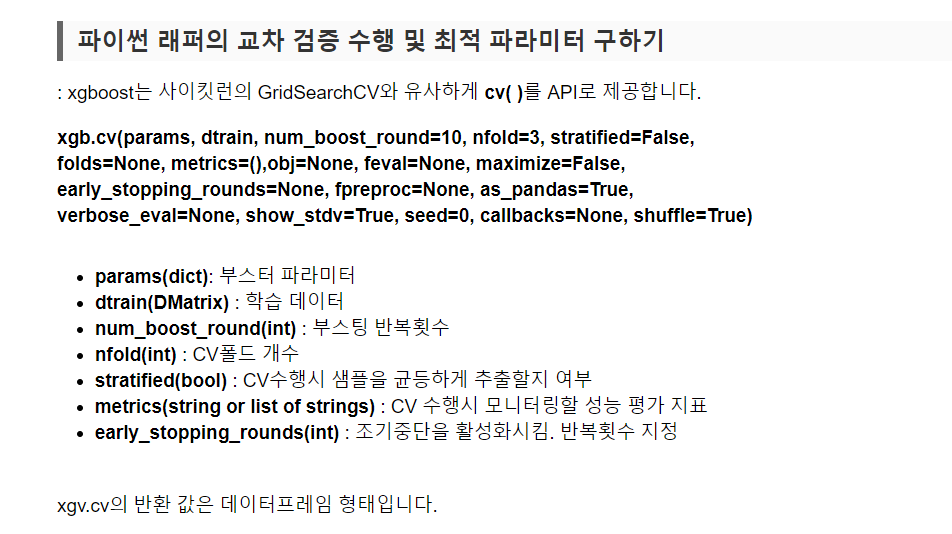 파이썬 래퍼의 교차 검증 수행 및 최적 파라미터 구하기
: xgboost는 사이킷런의 GridSearchCV와 유사하게 cv( )를 API로 제공합니다.
xgb.cv(params, dtrain, num_boost_round=10, nfold=3, stratified=False,
folds=None, metrics=(),obj=None, feval=None, maximize=False,
early_stopping_rounds=None, fpreproc=None, as_pandas=True,
verbose_eval=None, show_stdv=True, seed=0, callbacks=None, shuffle=True)
• params(dict): 부스터 파라미터
• dtrain(DMatrix) : 학습 데이터
• num_boost_round(int) : 부스팅 반복횟수
• nfold(int) : CV폴드 개수
• stratified(bool) : CV수행시 샘플을 균등하게 추출할지 여부
• metrics(string or list of strings) : CV 수행시 모니터링할 성능 평가 지표
• early_stopping_rounds(int) : 조기중단을 활성화시킴. 반복횟수 지정
xgv.cv의 반환 값은 데이터프레임 형태입니다.